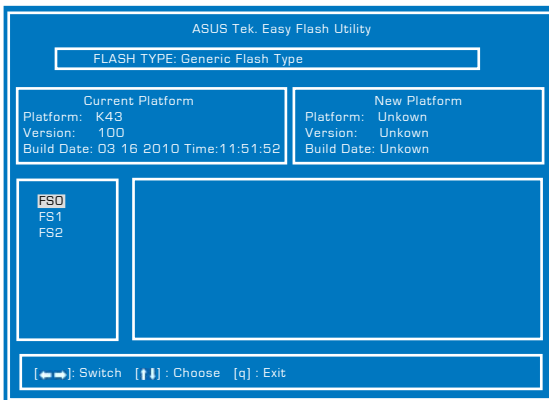 ASUS Tek. Easy Flash Utility
FLASH TYPE: Generic Flash Type
Current Platform
Platform: K43
Version: 100
Build Date: 03 16 2010 Time:11:51:52
New Platform
Platform: Unkown
Version: Unkown
Build Date: Unkown
FS0
FS1
FS2
[←→]: Switch [↑↓] : Choose [q] : Exit